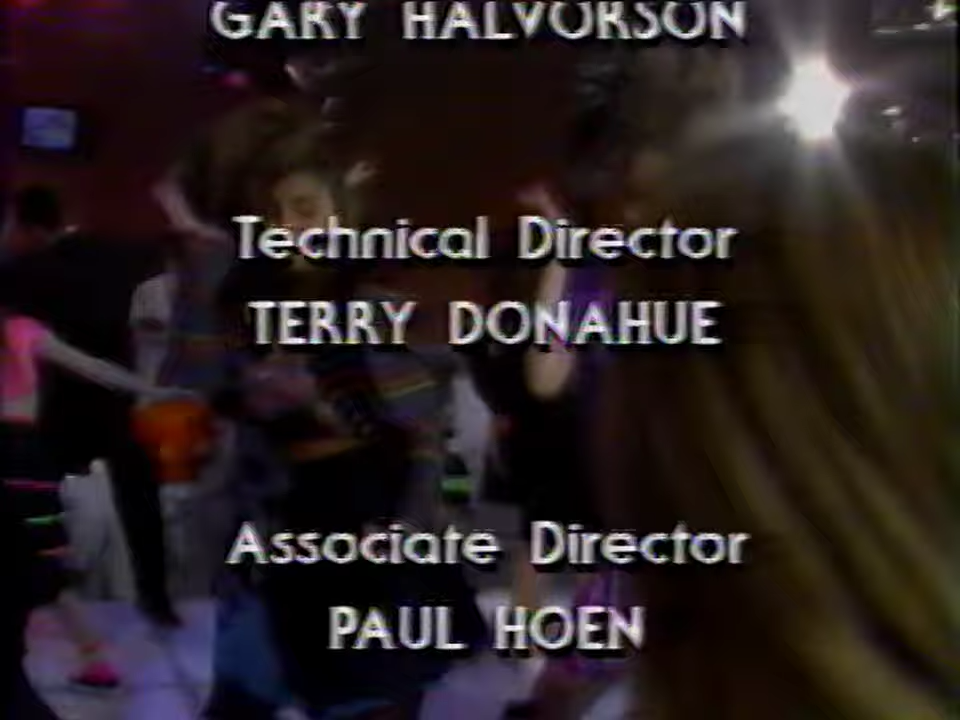 GARY HALVORSON
Technical Director
TERRY DONAHUE
Associate Director
PAUL HOEN